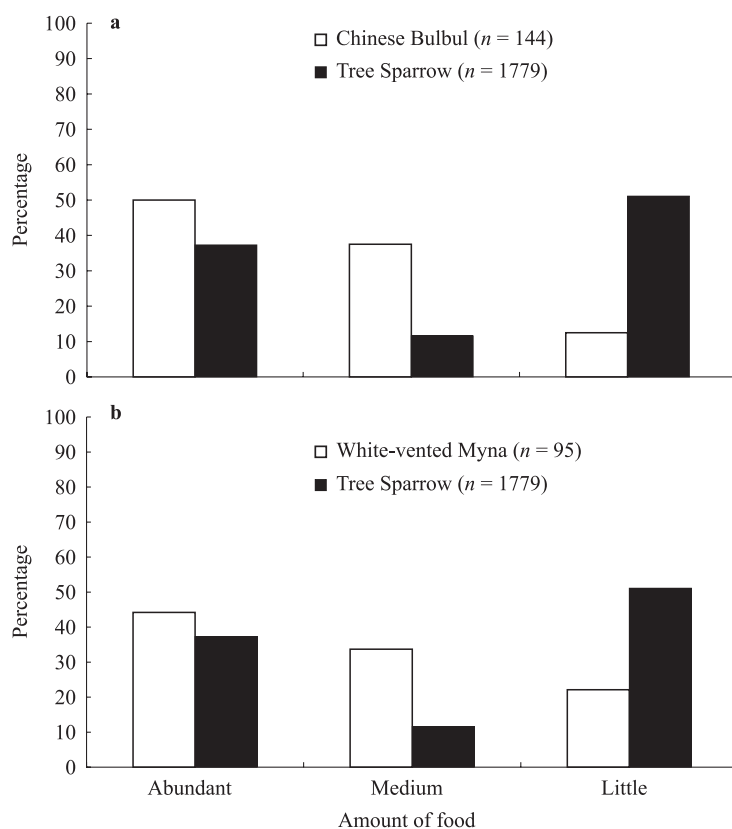 a
Chinese Bulbul (n = 144)
Tree Sparrow (n = 1779)
Percentage
100
90
80
70
60
50
40
30
20
10
0
b
White-vented Myna (n = 95)
Tree Sparrow (n = 1779)
Percentage
100
90
80
70
60
50
40
30
20
10
0
Abundant Medium Little
Amount of food